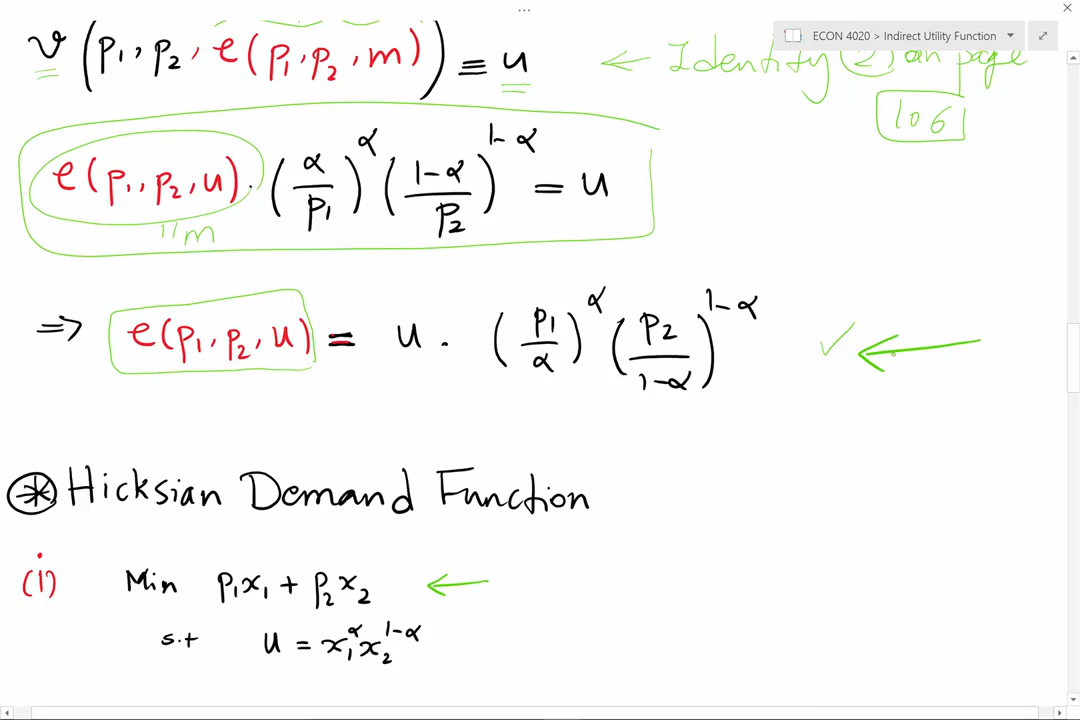 ECON 4020 > Indirect Utility Function
v(p₁, p₂, e(p₁, p₂, m)) ≡ u ← Identity (2) on page
106
e(p₁, p₂, u) · (α/p₁)^α ((1-α)/p₂)^(1-α) = u
"m
=> e(p₁, p₂, u) = u · (p₁/α)^α (p₂/(1-α))^(1-α) ✓ ←
⊛ Hicksian Demand Function
(i) Min p₁x₁ + p₂x₂ ←
s.t u = x₁^α x₂^(1-α)